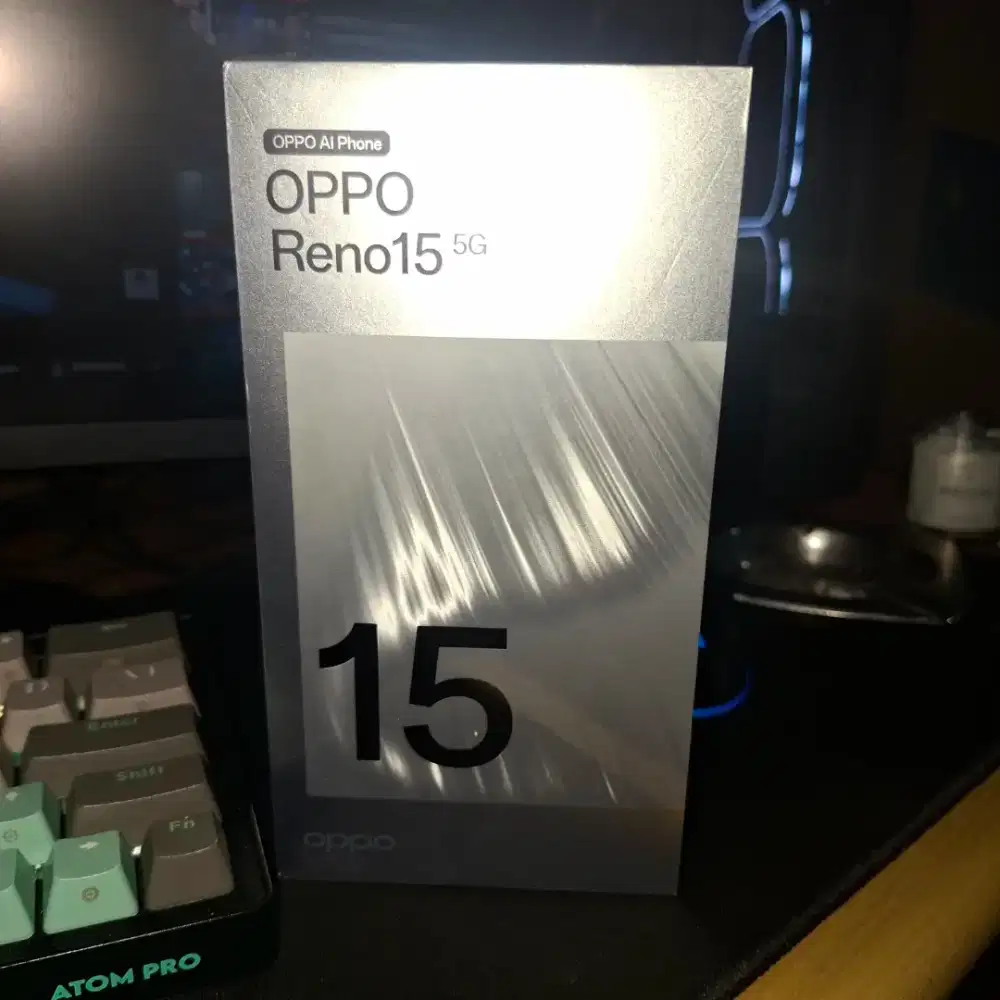 OPPO AI Phone
OPPO
Reno15 5G
15
oppo
Enter
Shift
Fn
ATOM PRO